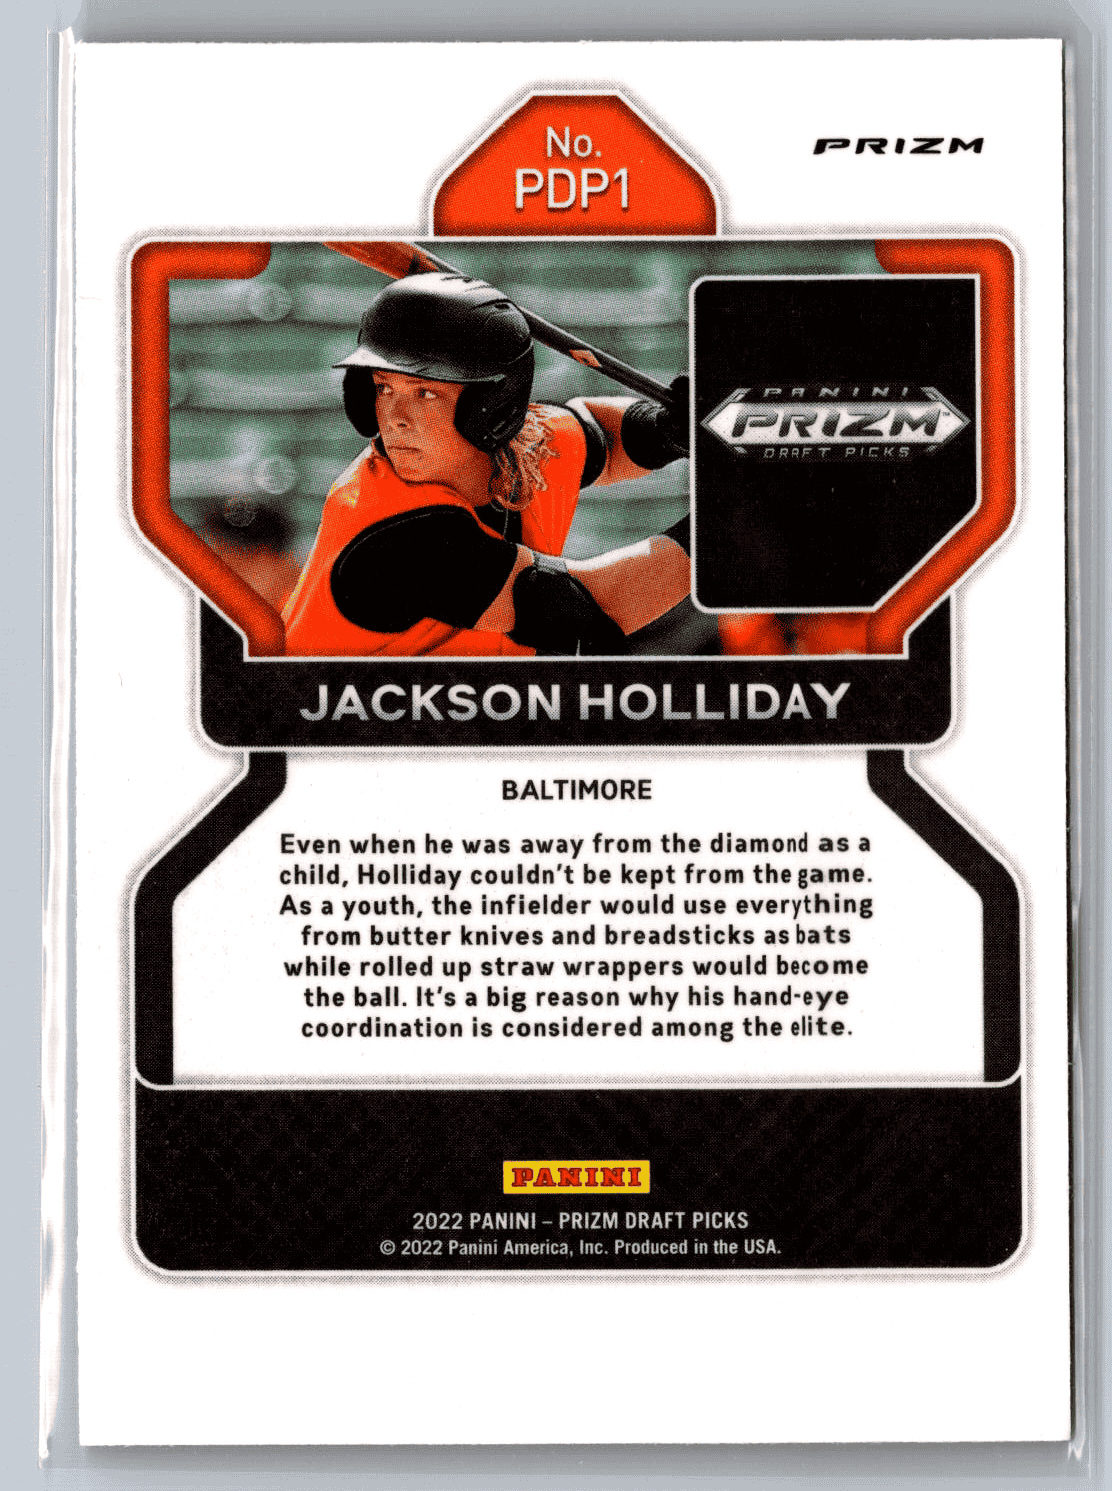 No.
PDP1
PRIZM
PANINI
PRIZM™
DRAFT PICKS
JACKSON HOLLIDAY
BALTIMORE
Even when he was away from the diamond as a
child, Holliday couldn't be kept from the game.
As a youth, the infielder would use everything
from butter knives and breadsticks as bats
while rolled up straw wrappers would become
the ball. It's a big reason why his hand-eye
coordination is considered among the elite.
PANINI
2022 PANINI – PRIZM DRAFT PICKS
© 2022 Panini America, Inc. Produced in the USA.